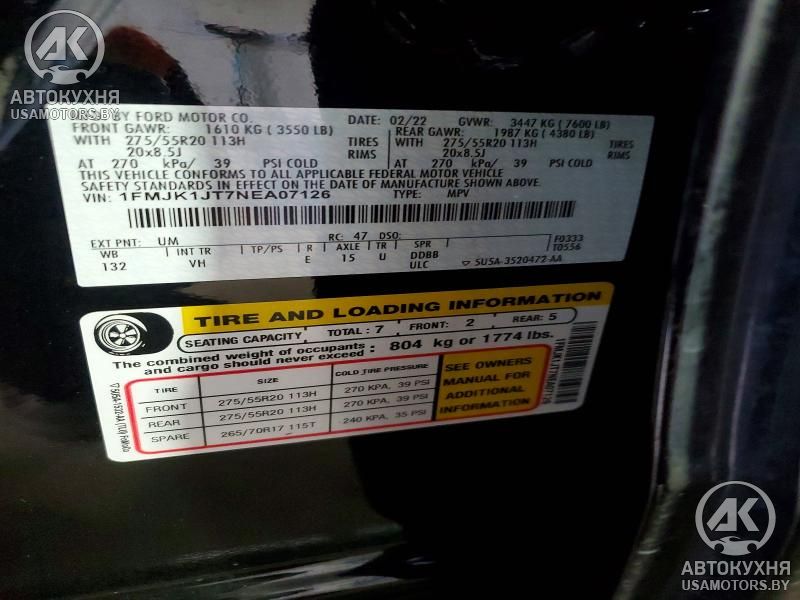 АК
АВТОКУХНЯ
USAMOTORS.BY
BY FORD MOTOR CO. DATE: 02/22 GVWR: 3447 KG ( 7600 LB)
FRONT GAWR: 1610 KG ( 3550 LB) REAR GAWR: 1987 KG ( 4380 LB)
WITH 275/55R20 113H TIRES WITH 275/55R20 113H TIRES
20x8.5J RIMS 20x8.5J RIMS
AT 270 kPa/ 39 PSI COLD AT 270 kPa/ 39 PSI COLD
THIS VEHICLE CONFORMS TO ALL APPLICABLE FEDERAL MOTOR VEHICLE
SAFETY STANDARDS IN EFFECT ON THE DATE OF
VIN: 1FMJK1JT7NEA07126 TYPE: MPV
EXT PNT: UM RC: 47 DSO: F0333
WB INT TR TP/PS R AXLE TR SPR T0556
132 VH E 15 U DDBB
ULC ▽ 5U5A-3520472-AA
TIRE AND LOADING INFORMATION
SEATING CAPACITY TOTAL: 7 FRONT: 2 REAR: 5
The combined weight of occupants and cargo should never exceed : 804 kg or 1774 lbs.
TIRE SIZE COLD TIRE PRESSURE
FRONT 275/55R20 113H 270 KPA, 39 PSI
REAR 275/55R20 113H 270 KPA, 39 PSI
SPARE 265/70R17 115T 240 KPA, 35 PSI
SEE OWNERS
MANUAL FOR
ADDITIONAL
INFORMATION
1FMJK1JT7NEA07126
АК
АВТОКУХНЯ
USAMOTORS.BY